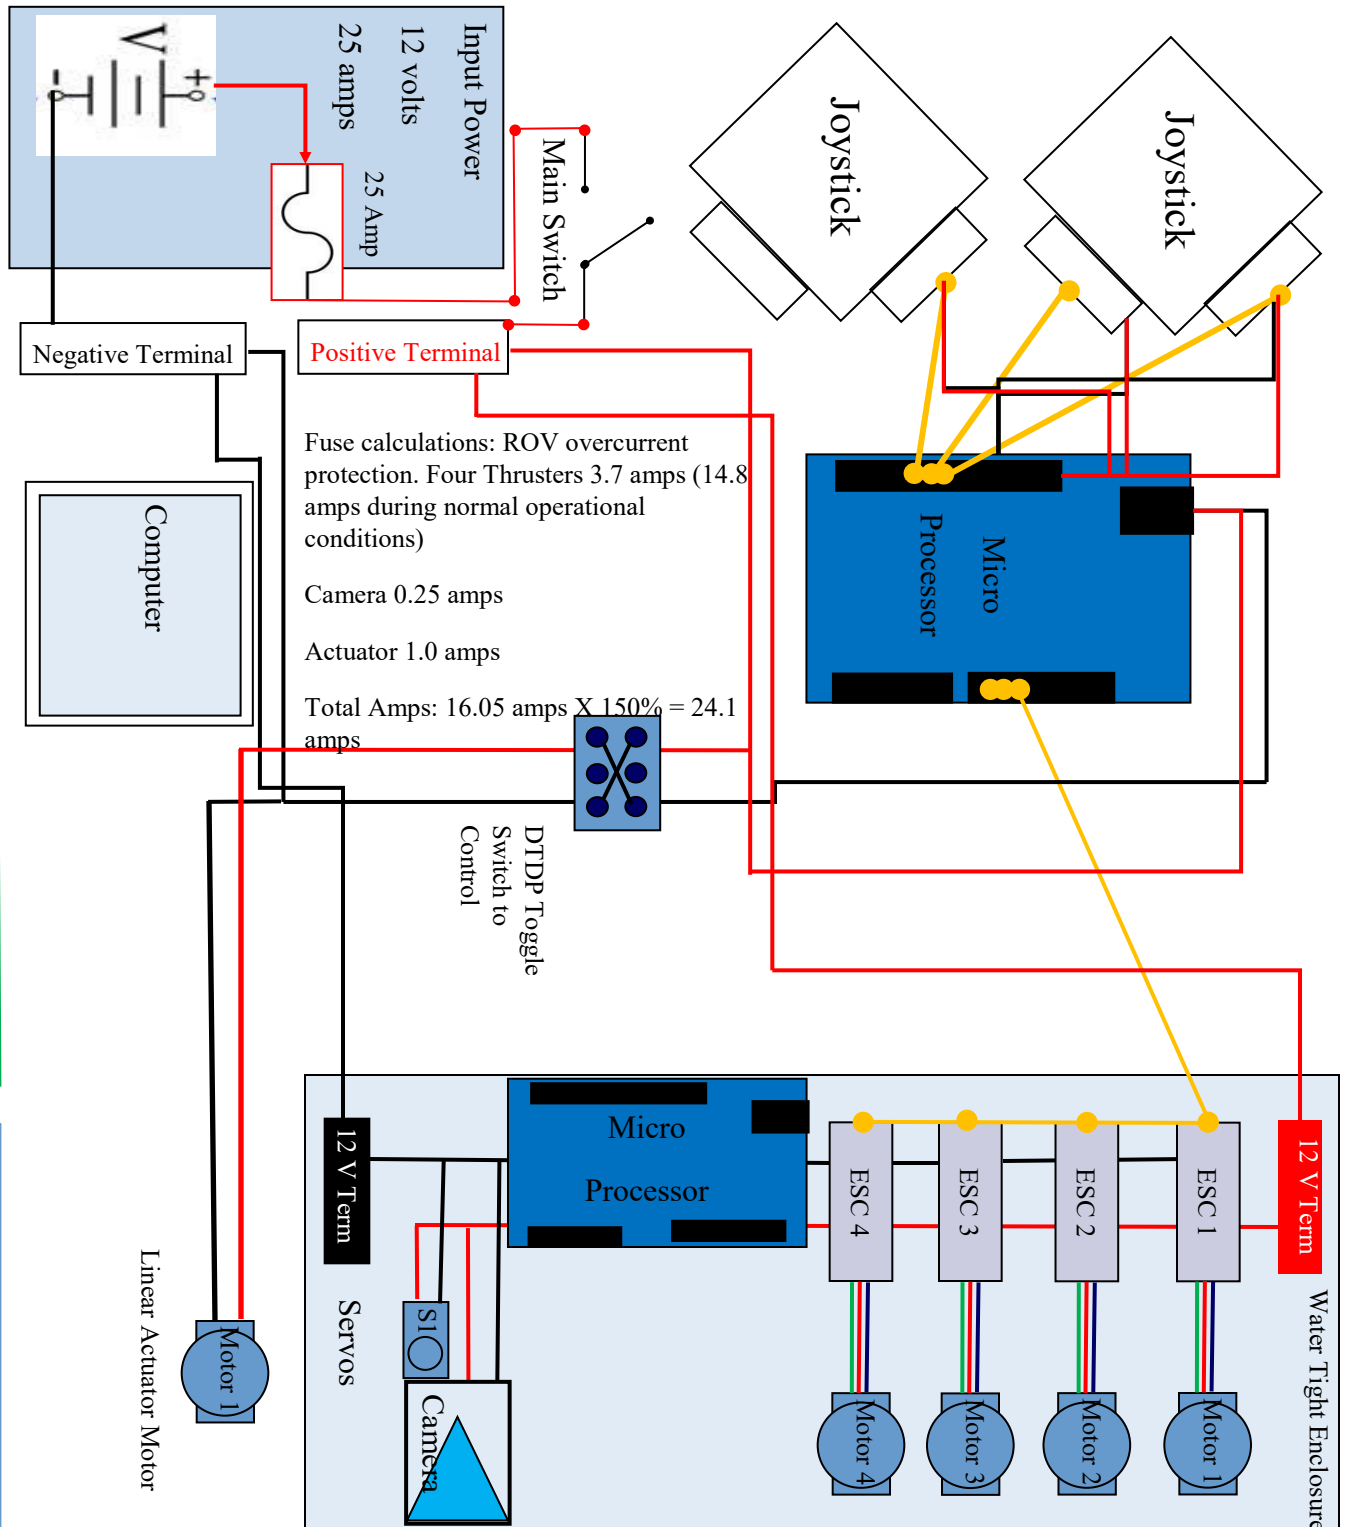 Input Power
12 volts
25 amps
V
+
-
25 Amp
Main Switch
Joystick
Joystick
Negative Terminal
Positive Terminal
Fuse calculations: ROV overcurrent
protection. Four Thrusters 3.7 amps (14.8
amps during normal operational
conditions)
Camera 0.25 amps
Actuator 1.0 amps
Total Amps: 16.05 amps X 150% = 24.1
amps
Computer
Micro
Processor
DTDP Toggle
Switch to
Control
12 V Term
Micro
Processor
ESC 4
ESC 3
ESC 2
ESC 1
12 V Term
Water Tight Enclosure
Servos
S1
Camera
Linear Actuator Motor
Motor 1
Motor 4
Motor 3
Motor 2
Motor 1